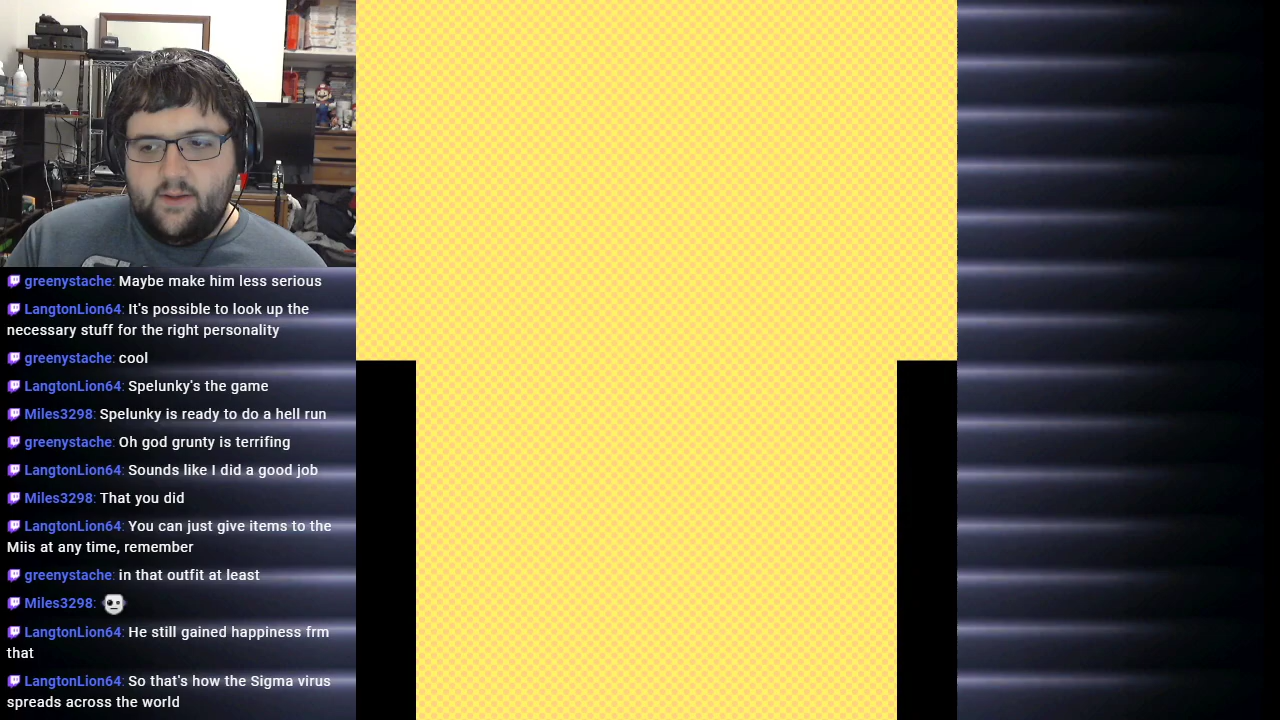 greenystache: Maybe make him less serious
LangtonLion64: It's possible to look up the
necessary stuff for the right personality
greenystache: cool
LangtonLion64: Spelunky's the game
Miles3298: Spelunky is ready to do a hell run
greenystache: Oh god grunty is terrifing
LangtonLion64: Sounds like I did a good job
Miles3298: That you did
LangtonLion64: You can just give items to the
Miis at any time, remember
greenystache: in that outfit at least
Miles3298:
LangtonLion64: He still gained happiness frm
that
LangtonLion64: So that's how the Sigma virus
spreads across the world